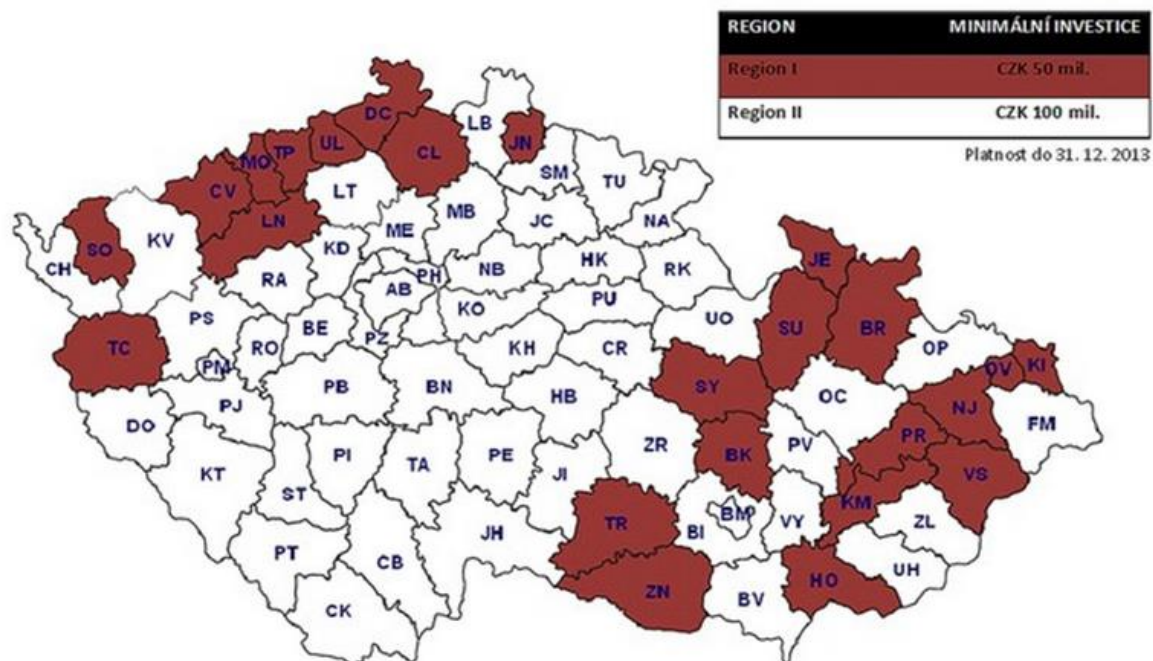 REGION MINIMÁLNÍ INVESTICE
Region I CZK 50 mil.
Region II CZK 100 mil.
Platnost do 31. 12. 2013
DC
LB
UL
JN
MO
TP
CL
SM
TU
CV
LT
LN
MB
JC
NA
ME
SO
KV
KD
CH
RA
PH
NB
HK
RK
JE
AB
KO
PU
PS
UO
SU
BR
BE
PZ
TC
RO
KH
CR
OP
PM
OV
KI
PB
BN
SY
HB
OC
PJ
NJ
DO
FM
PR
ZR
PV
KT
PI
TA
PE
BK
JI
VS
ST
KM
TR
BM
VY
ZL
BI
JH
PT
CB
UH
HO
ZN
BV
CK